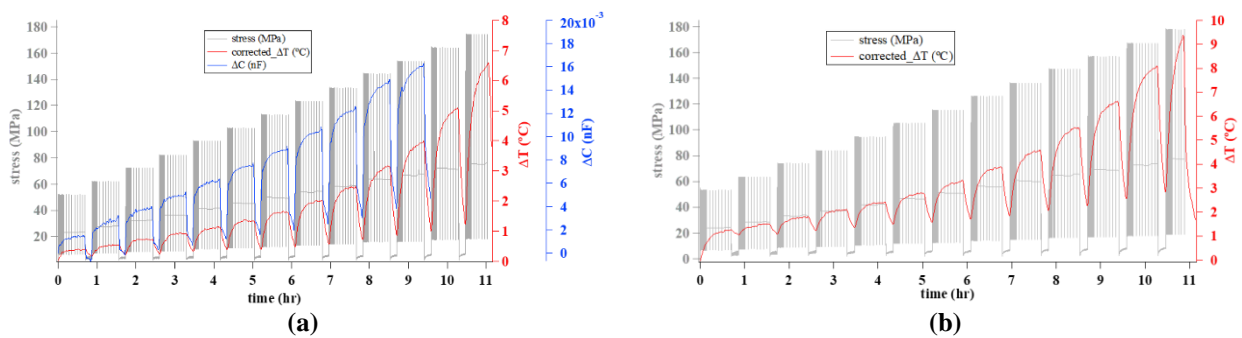 180
160
140
120
100
80
60
40
20
stress (MPa)
stress (MPa)
corrected_ΔT (ºC)
ΔC (nF)
8
7
6
5
4
3
2
1
0
ΔT (ºC)
20x10⁻³
18
16
14
12
10
8
6
4
2
0
ΔC (nF)
0 1 2 3 4 5 6 7 8 9 10 11
time (hr)
(a)
180
160
140
120
100
80
60
40
20
0
stress (MPa)
stress (MPa)
corrected_ΔT (ºC)
10
9
8
7
6
5
4
3
2
1
0
ΔT (ºC)
0 1 2 3 4 5 6 7 8 9 10 11
time (hr)
(b)